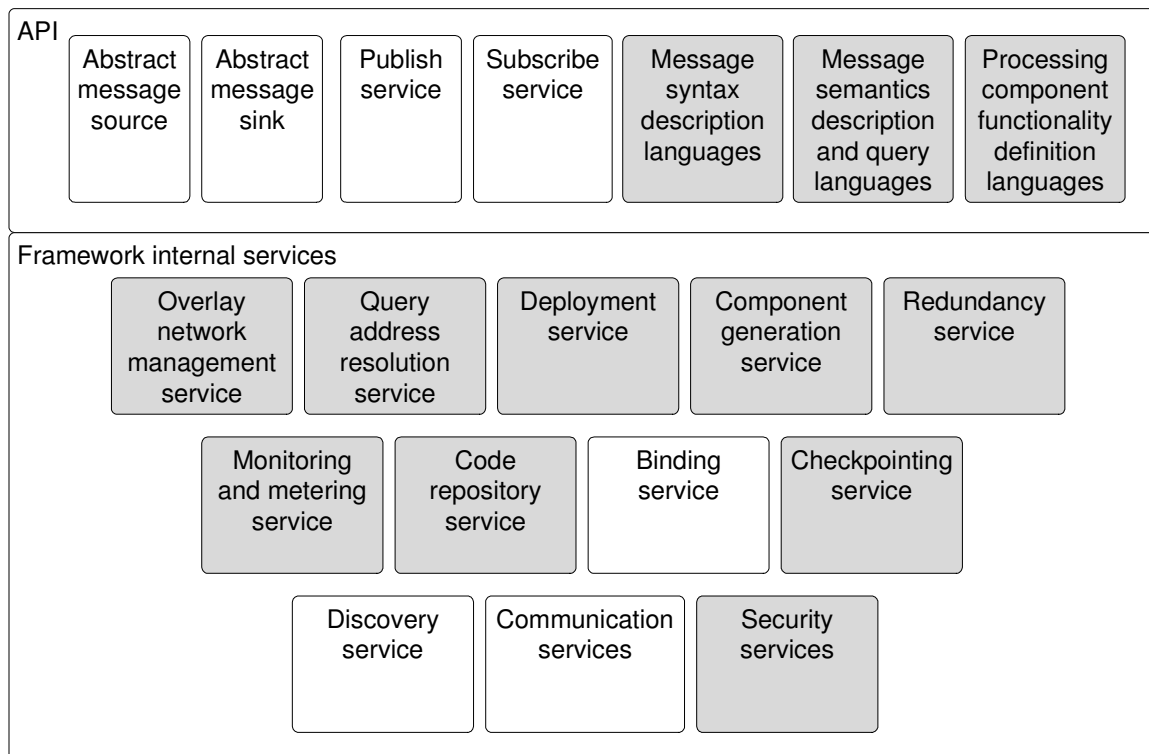 API
Abstract
message
source
Abstract
message
sink
Publish
service
Subscribe
service
Message
syntax
description
languages
Message
semantics
description
and query
languages
Processing
component
functionality
definition
languages
Framework internal services
Overlay
network
management
service
Query
address
resolution
service
Deployment
service
Component
generation
service
Redundancy
service
Monitoring
and metering
service
Code
repository
service
Binding
service
Checkpointing
service
Discovery
service
Communication
services
Security
services